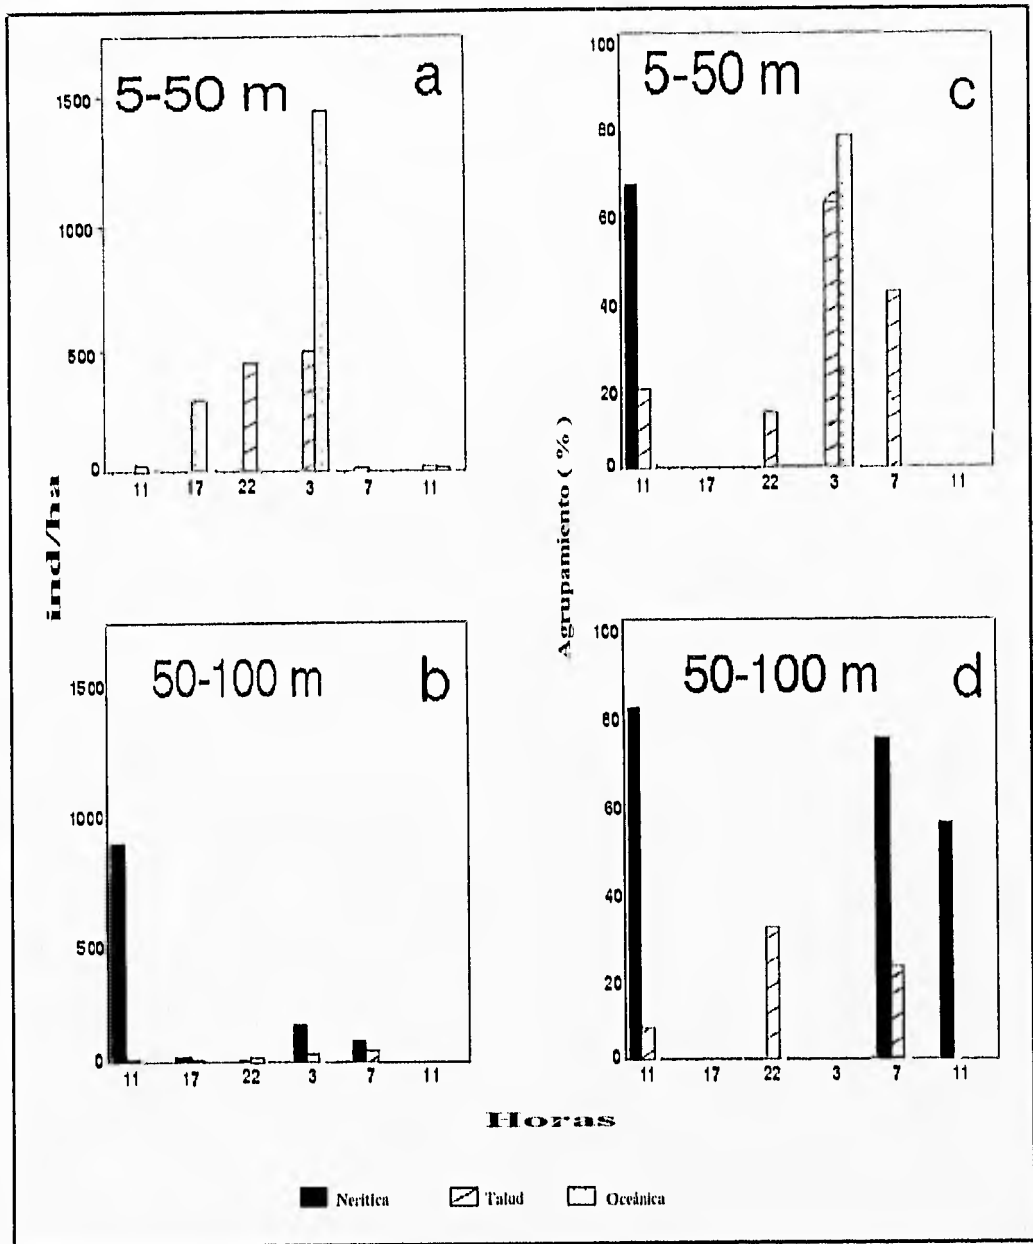 5-50 m a
1500
1000
500
0
11 17 22 3 7 11
5-50 m c
100
80
60
40
20
0
11 17 22 3 7 11
ind/ha
Agrupamiento ( % )
50-100 m b
1500
1000
500
0
11 17 22 3 7 11
50-100 m d
100
80
60
40
20
0
11 17 22 3 7 11
Horas
Nerítica Talud Oceánica